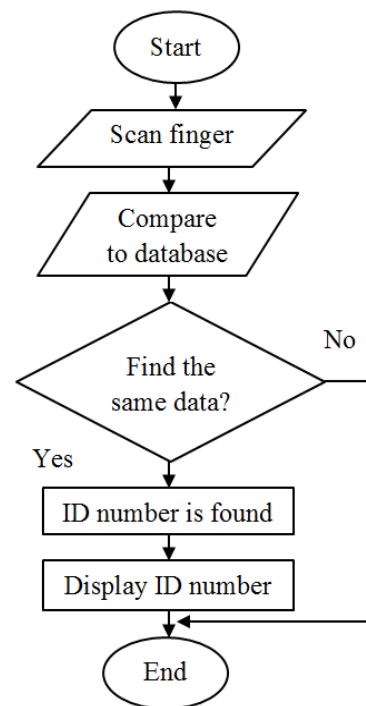 Start
Scan finger
Compare
to database
Find the
same data?
No
Yes
ID number is found
Display ID number
End